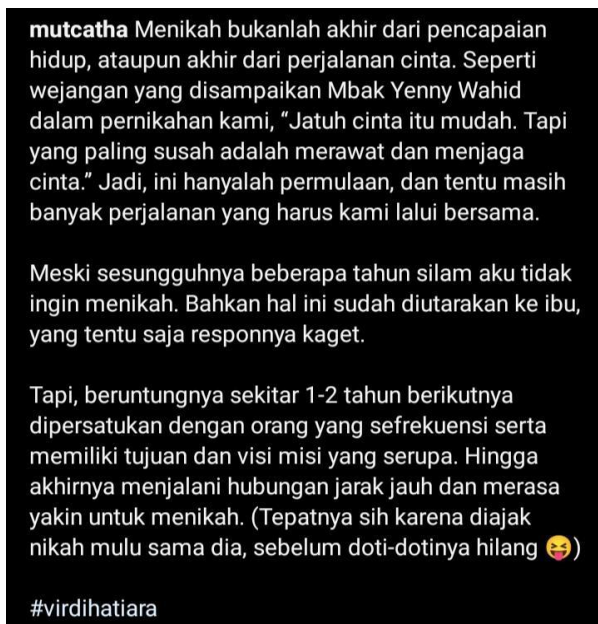 mutcatha Menikah bukanlah akhir dari pencapaian
hidup, ataupun akhir dari perjalanan cinta. Seperti
wejangan yang disampaikan Mbak Yenny Wahid
dalam pernikahan kami, “Jatuh cinta itu mudah. Tapi
yang paling susah adalah merawat dan menjaga
cinta.” Jadi, ini hanyalah permulaan, dan tentu masih
banyak perjalanan yang harus kami lalui bersama.

Meski sesungguhnya beberapa tahun silam aku tidak
ingin menikah. Bahkan hal ini sudah diutarakan ke ibu,
yang tentu saja responnya kaget.

Tapi, beruntungnya sekitar 1-2 tahun berikutnya
dipersatukan dengan orang yang sefrekuensi serta
memiliki tujuan dan visi misi yang serupa. Hingga
akhirnya menjalani hubungan jarak jauh dan merasa
yakin untuk menikah. (Tepatnya sih karena diajak
nikah mulu sama dia, sebelum doti-dotinya hilang 😝)

#virdihatiara